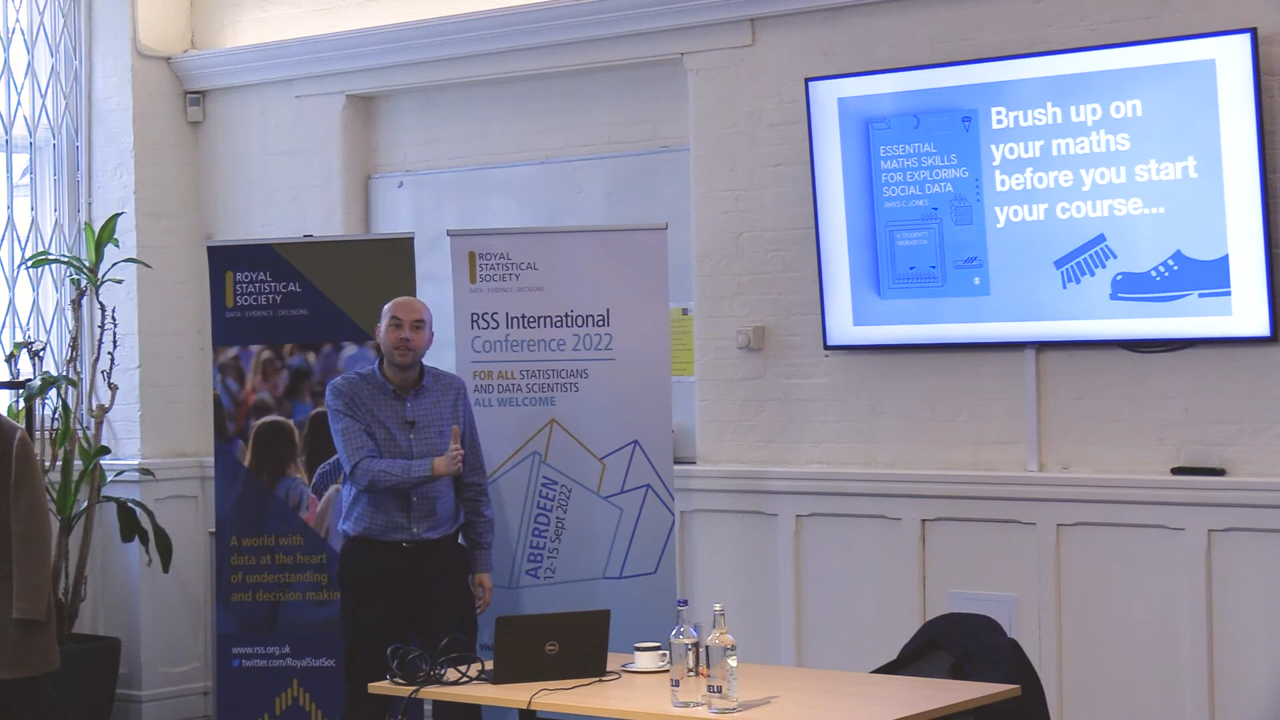 ROYAL
STATISTICAL
SOCIETY
DATA | EVIDENCE | DECISIONS
A world with
data at the heart
of understanding
and decision makin
www.rss.org.uk
twitter.com/RoyalStatSoc
ROYAL
STATISTICAL
SOCIETY
DATA | EVIDENCE | DECISIONS
RSS International
Conference 2022
FOR ALL STATISTICIANS
AND DATA SCIENTISTS
ALL WELCOME
ABERDEEN
12-15 Sept 2022
ESSENTIAL
MATHS SKILLS
FOR EXPLORING
SOCIAL DATA
RHYS C JONES
A STUDENT'S
WORKBOOK
Brush up on
your maths
before you start
your course...
DELL
ELU
ELU